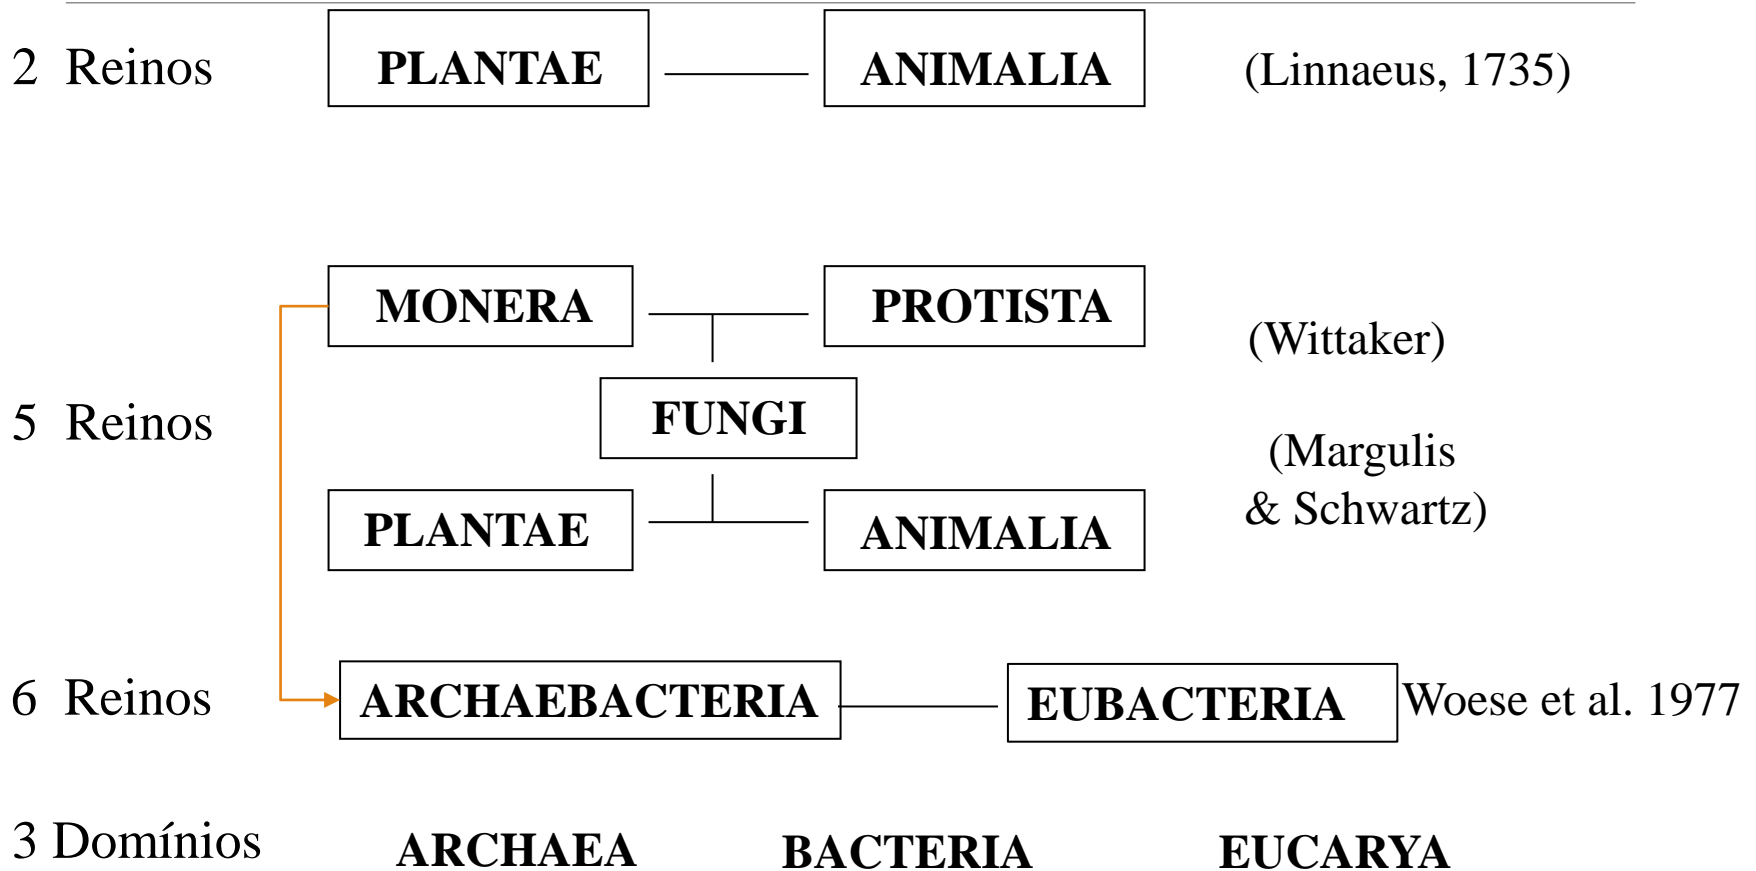 2 Reinos PLANTAE ANIMALIA (Linnaeus, 1735)
MONERA PROTISTA
(Wittaker)
5 Reinos FUNGI
(Margulis
& Schwartz)
PLANTAE ANIMALIA
6 Reinos ARCHAEBACTERIA EUBACTERIA Woese et al. 1977
3 Domínios ARCHAEA BACTERIA EUCARYA